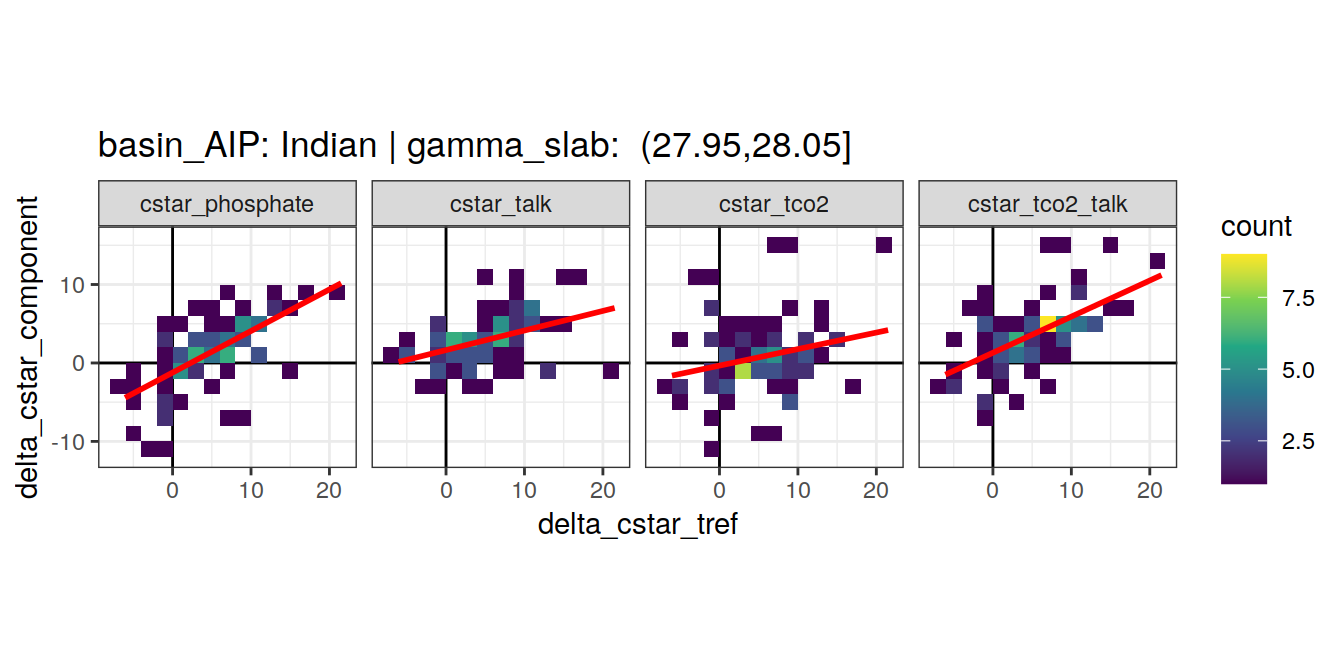 basin_AIP: Indian | gamma_slab:  (27.95,28.05]
cstar_phosphate
cstar_talk
cstar_tco2
cstar_tco2_talk
delta_cstar_component
10
0
-10
0 10 20
0 10 20
0 10 20
0 10 20
delta_cstar_tref
count
7.5
5.0
2.5